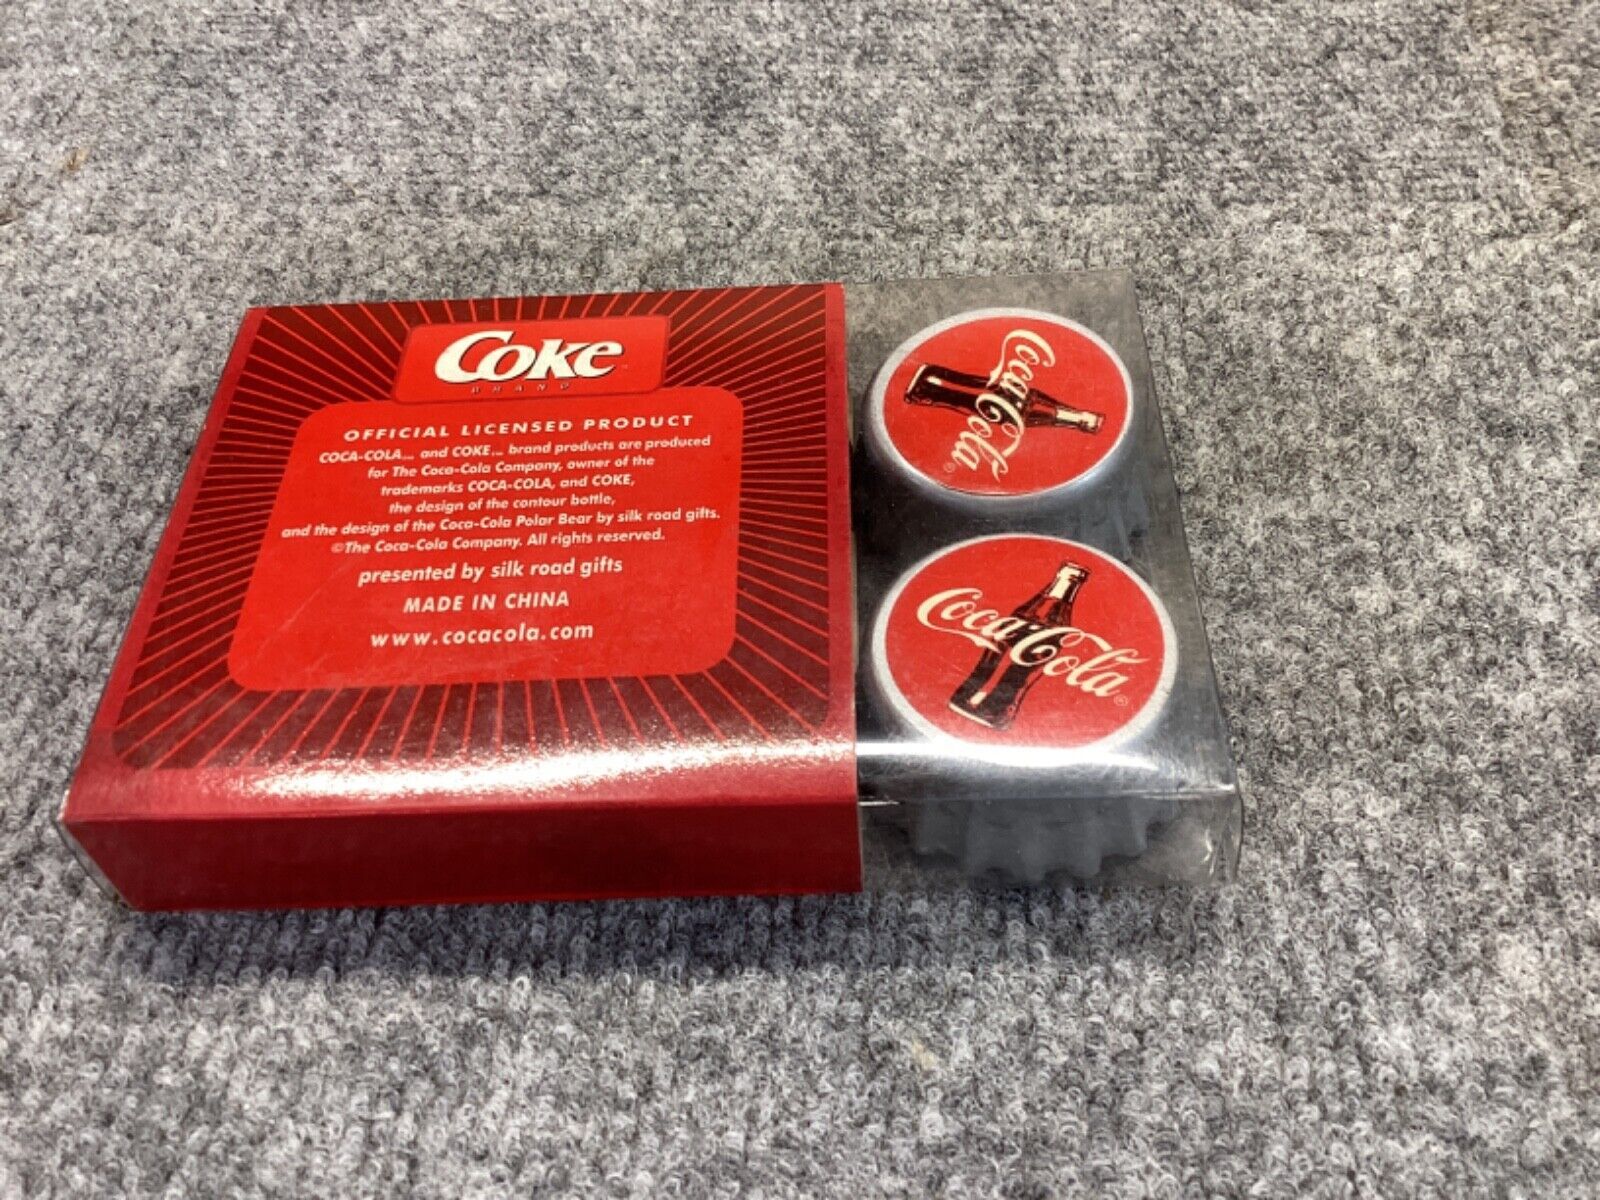 Coke
BRAND
OFFICIAL LICENSED PRODUCT
COCA-COLA™ and COKE™ brand products are produced
for The Coca-Cola Company, owner of the
trademarks COCA-COLA, and COKE,
the design of the contour bottle,
and the design of the Coca-Cola Polar Bear by silk road gifts.
©The Coca-Cola Company. All rights reserved.
presented by silk road gifts
MADE IN CHINA
www.cocacola.com
Coca-Cola®
Coca-Cola®